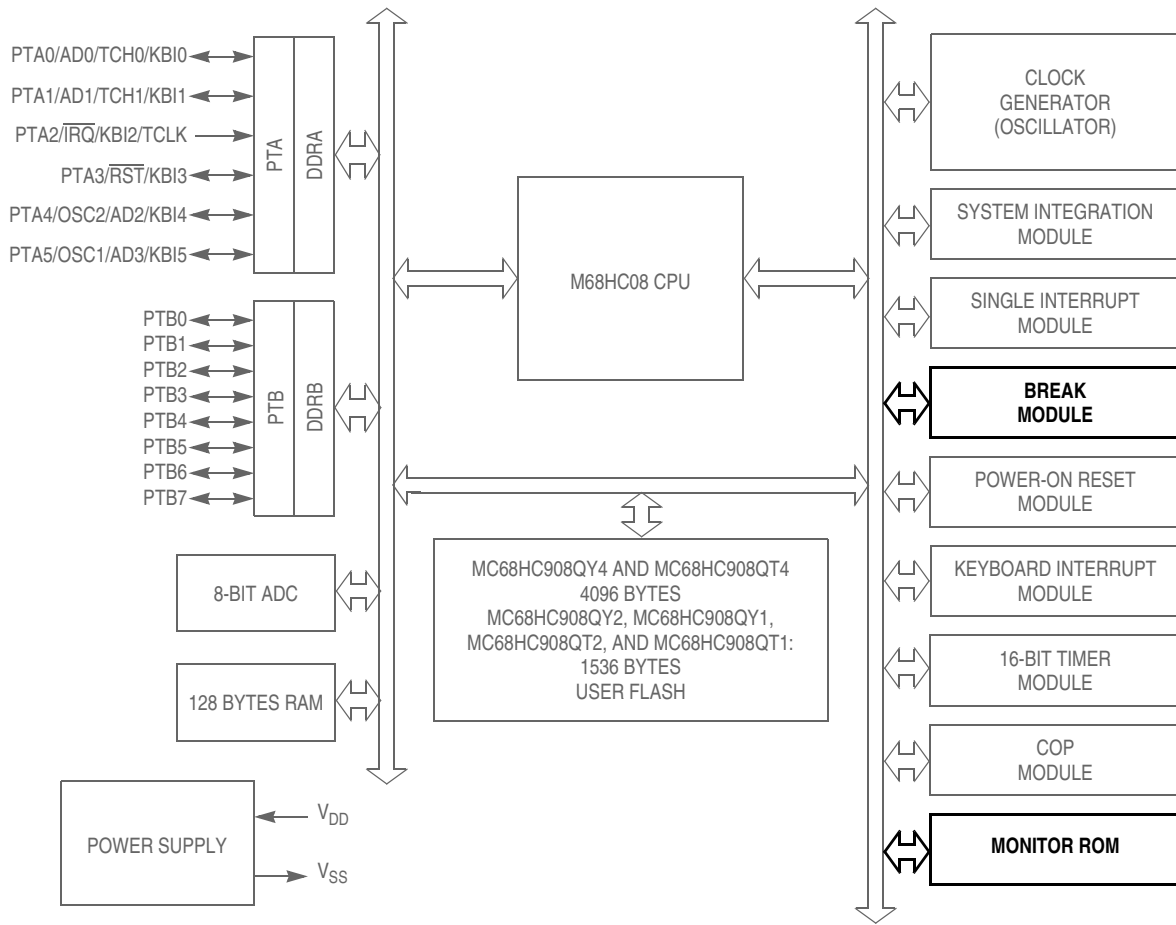 PTA0/AD0/TCH0/KBI0
PTA1/AD1/TCH1/KBI1
PTA2/IRQ/KBI2/TCLK
PTA3/RST/KBI3
PTA4/OSC2/AD2/KBI4
PTA5/OSC1/AD3/KBI5
PTA
DDRA
PTB0
PTB1
PTB2
PTB3
PTB4
PTB5
PTB6
PTB7
PTB
DDRB
8-BIT ADC
128 BYTES RAM
POWER SUPPLY
VDD
VSS
M68HC08 CPU
MC68HC908QY4 AND MC68HC908QT4
4096 BYTES
MC68HC908QY2, MC68HC908QY1,
MC68HC908QT2, AND MC68HC908QT1:
1536 BYTES
USER FLASH
CLOCK
GENERATOR
(OSCILLATOR)
SYSTEM INTEGRATION
MODULE
SINGLE INTERRUPT
MODULE
BREAK
MODULE
POWER-ON RESET
MODULE
KEYBOARD INTERRUPT
MODULE
16-BIT TIMER
MODULE
COP
MODULE
MONITOR ROM